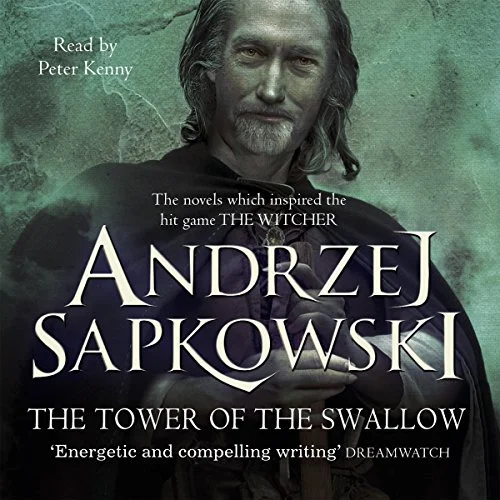 Read by
Peter Kenny
The novels which inspired the
hit game THE WITCHER
ANDRZEJ
SAPKOWSKI
THE TOWER OF THE SWALLOW
‘Energetic and compelling writing’ DREAMWATCH